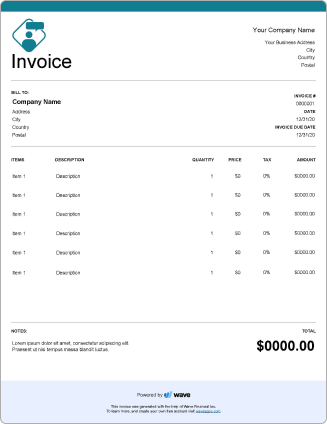 Your Company Name
Your Business Address
City
Country
Postal
Invoice
BILL TO:
Company Name
Address
City
Country
Postal
INVOICE #
0000001
DATE
12/31/20
INVOICE DUE DATE
12/31/20
ITEMS DESCRIPTION QUANTITY PRICE TAX AMOUNT
Item 1 Description 1 $0 0% $0000.00
Item 1 Description 1 $0 0% $0000.00
Item 1 Description 1 $0 0% $0000.00
Item 1 Description 1 $0 0% $0000.00
Item 1 Description 1 $0 0% $0000.00
Item 1 Description 1 $0 0% $0000.00
NOTES:
Lorem ipsum dolor sit amet, consectetur adipiscing elit.
Praesent ut nisi tempus massa blandit luctus.
TOTAL
$0000.00
Powered by wave
This invoice was generated with the help of Wave Financial Inc.
To learn more, and create your own free account visit waveapps.com